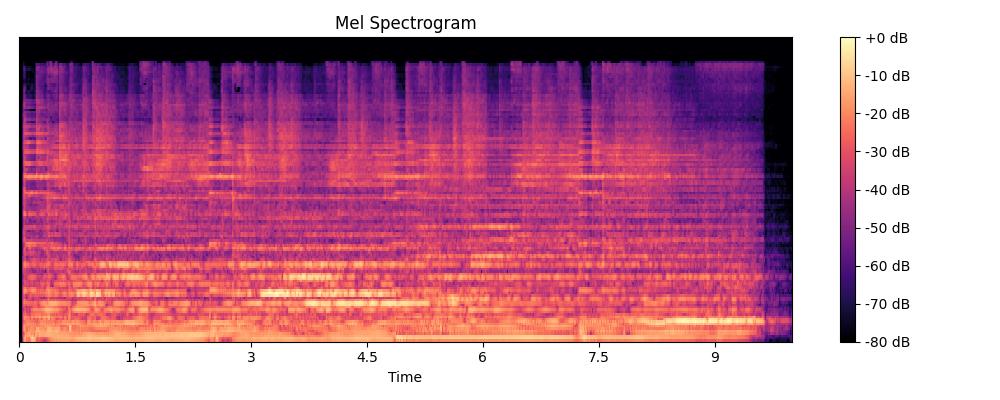 Mel Spectrogram
+0 dB
-10 dB
-20 dB
-30 dB
-40 dB
-50 dB
-60 dB
-70 dB
-80 dB
0 1.5 3 4.5 6 7.5 9
Time